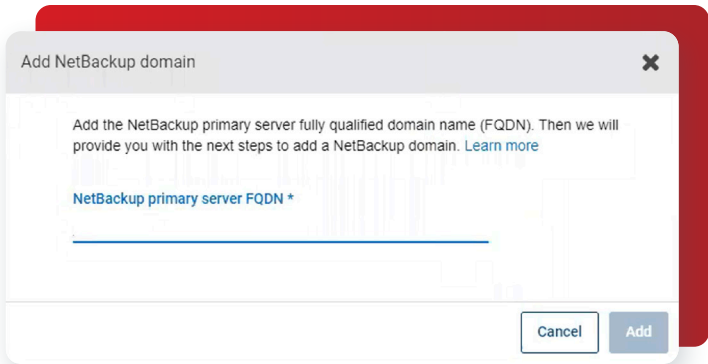 Add NetBackup domain
Add the NetBackup primary server fully qualified domain name (FQDN). Then we will
provide you with the next steps to add a NetBackup domain. Learn more
NetBackup primary server FQDN *
Cancel
Add